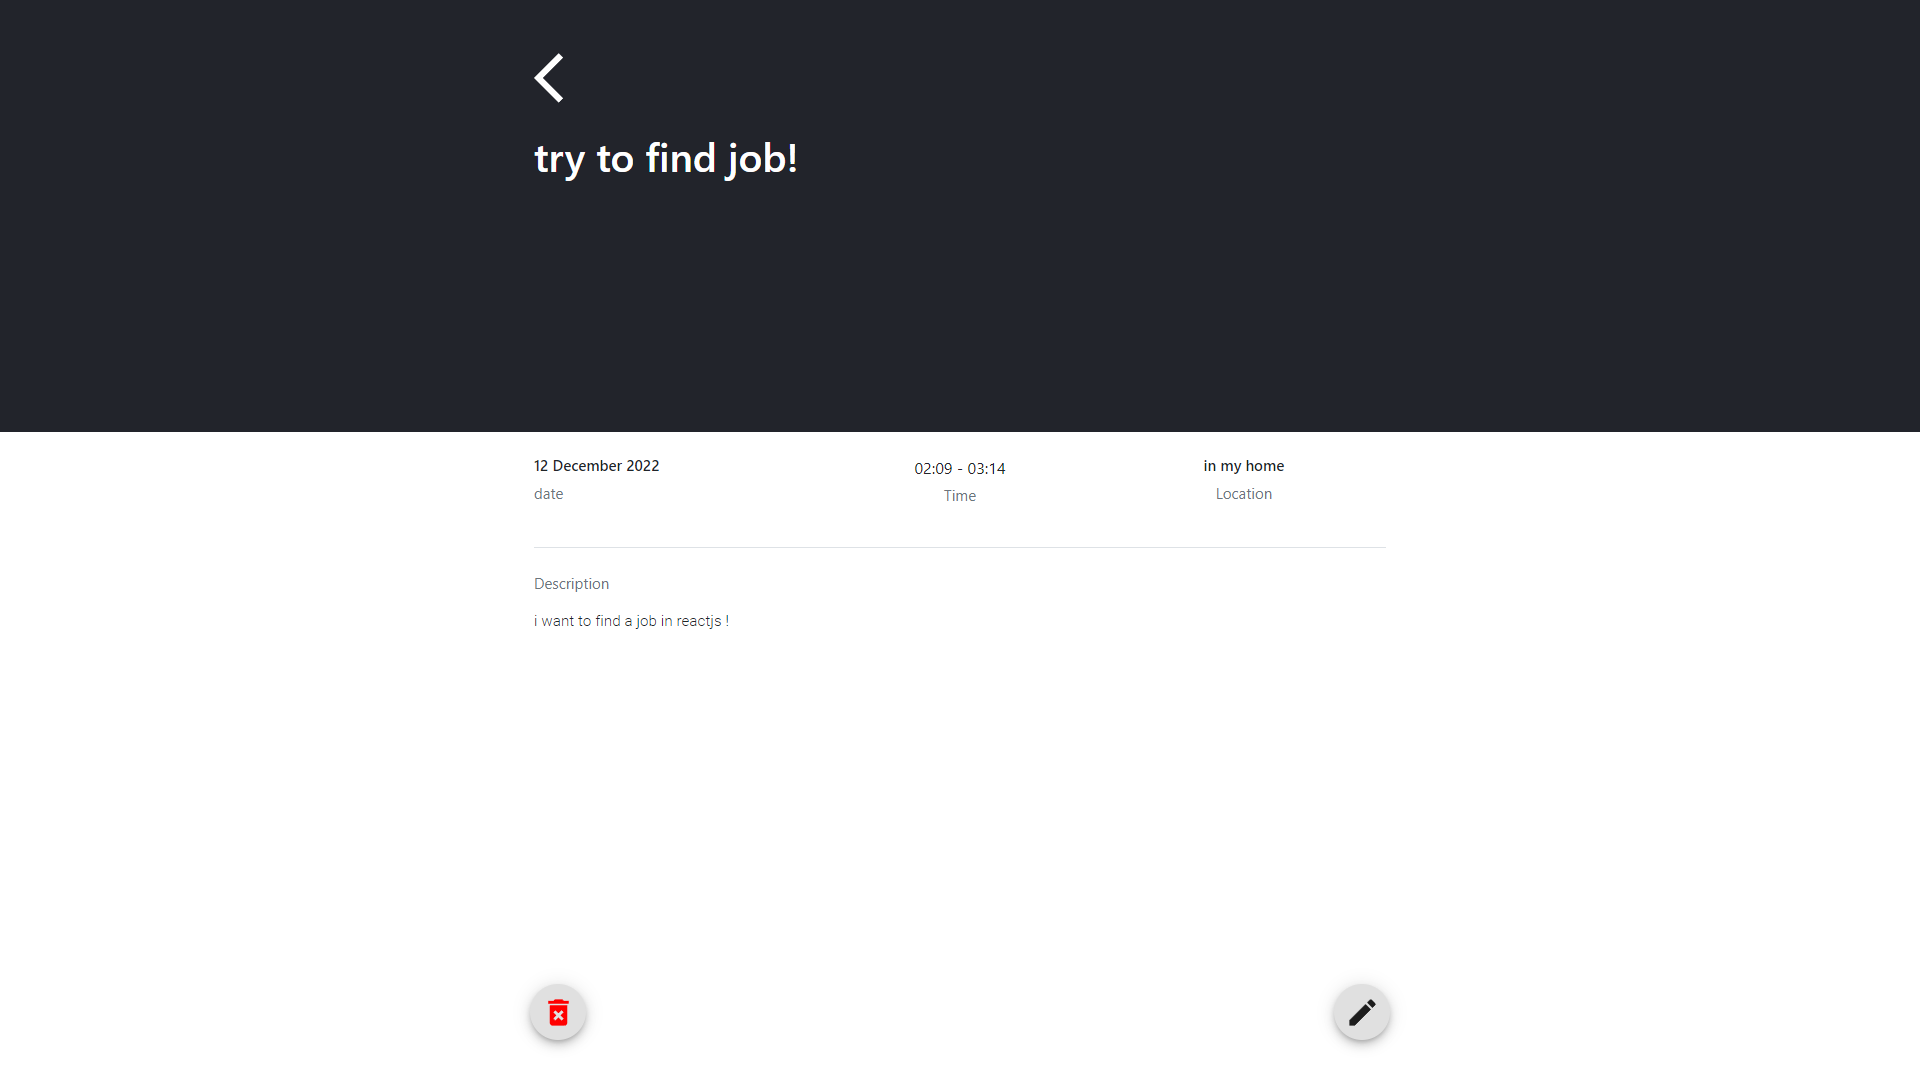 try to find job!
12 December 2022
date
02:09 - 03:14
Time
in my home
Location
Description
i want to find a job in reactjs !